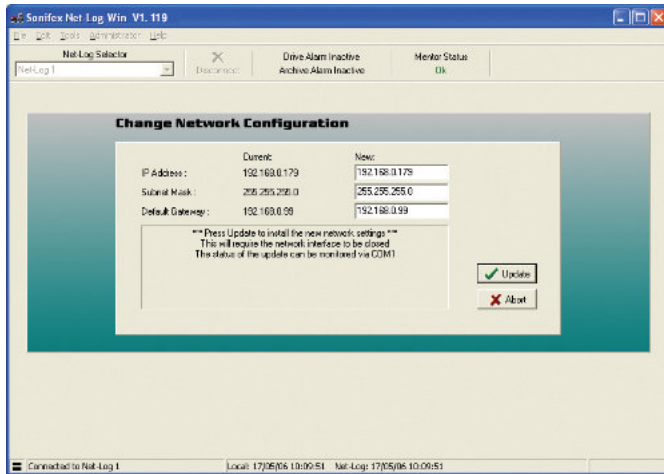 Sonifex Net Log Win V1. 119
File Edit Tools Administrator Help
Net-Log Selector
Net-Log 1
Disconnect
Drive Alarm Inactive
Archive Alarm Inactive
Mentor Status
Ok
Change Network Configuration
Current: New:
IP Address : 192.168.0.179 192.168.0.179
Subnet Mask : 255.255.255.0 255.255.255.0
Default Gateway : 192.168.0.99 192.168.0.99
*** Press Update to install the new network settings ***
This will require the network interface to be closed
The status of the update can be monitored via COM1
Update
Abort
Connected to Net-Log 1 Local: 17/05/06 10:09:51 Net-Log: 17/05/06 10:09:51